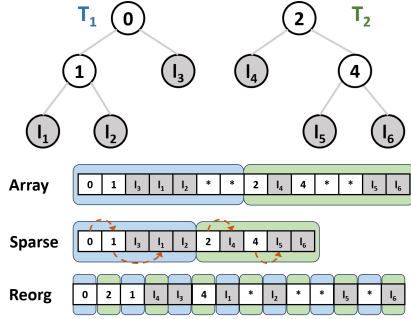 T1 0 2 T2
1 l3 l4 4
l1 l2 l5 l6
Array 0 1 l3 l1 l2 * * 2 l4 4 * * l5 l6
Sparse 0 1 l3 l1 l2 2 l4 4 l5 l6
Reorg 0 2 1 l4 l3 4 l1 * l2 * * l5 * l6